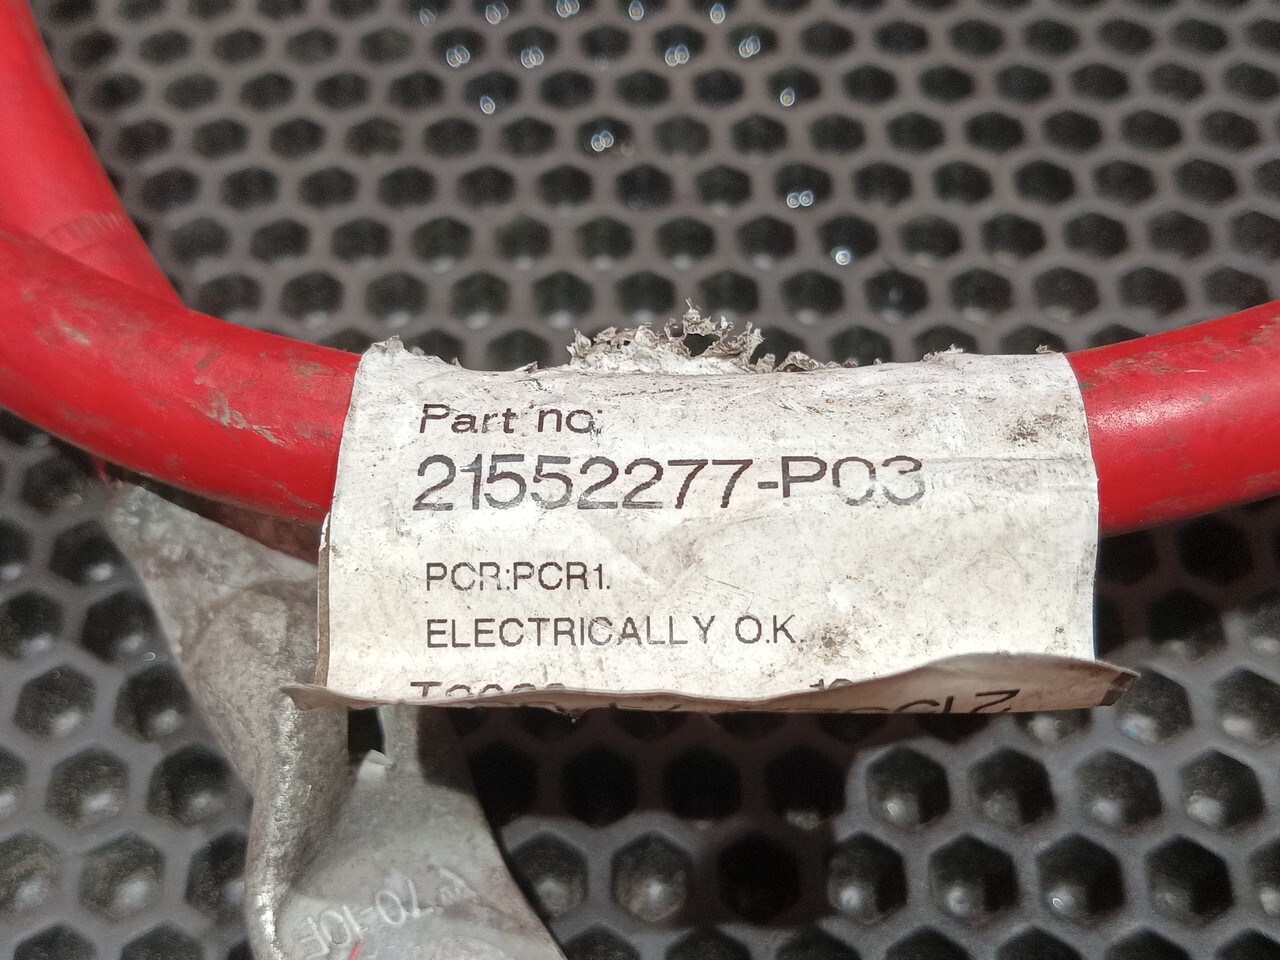 Part no:
21552277-P03
PCR:PCR1.
ELECTRICALLY O.K.